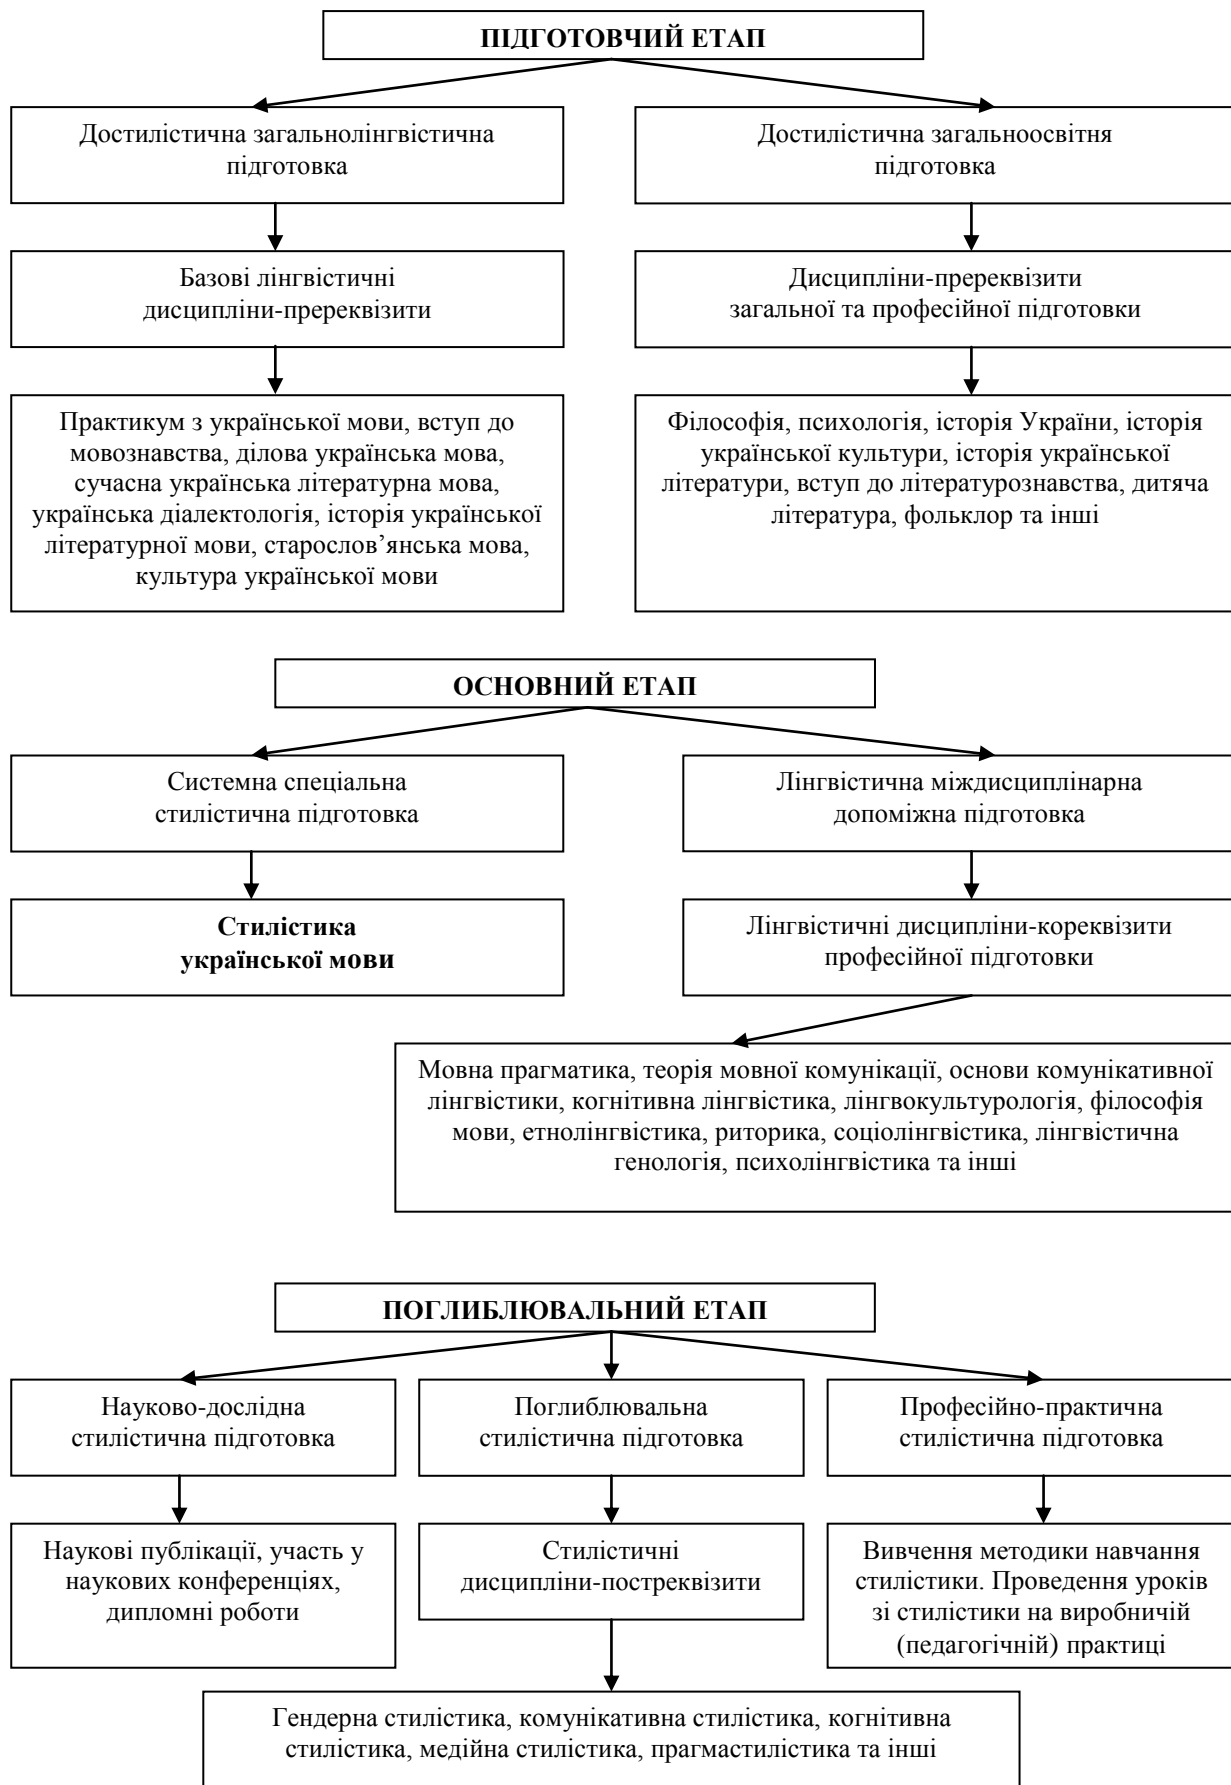 ПІДГОТОВЧИЙ ЕТАП
Достилістична загальнолінгвістична
підготовка
Достилістична загальноосвітня
підготовка
Базові лінгвістичні
дисципліни-пререквізити
Дисципліни-пререквізити
загальної та професійної підготовки
Практикум з української мови, вступ до
мовознавства, ділова українська мова,
сучасна українська літературна мова,
українська діалектологія, історія української
літературної мови, старослов’янська мова,
культура української мови
Філософія, психологія, історія України, історія
української культури, історія української
літератури, вступ до літературознавства, дитяча
література, фольклор та інші
ОСНОВНИЙ ЕТАП
Системна спеціальна
стилістична підготовка
Лінгвістична міждисциплінарна
допоміжна підготовка
Стилістика
української мови
Лінгвістичні дисципліни-кореквізити
професійної підготовки
Мовна прагматика, теорія мовної комунікації, основи комунікативної
лінгвістики, когнітивна лінгвістика, лінгвокультурологія, філософія
мови, етнолінгвістика, риторика, соціолінгвістика, лінгвістична
генологія, психолінгвістика та інші
ПОГЛИБЛЮВАЛЬНИЙ ЕТАП
Науково-дослідна
стилістична підготовка
Поглиблювальна
стилістична підготовка
Професійно-практична
стилістична підготовка
Наукові публікації, участь у
наукових конференціях,
дипломні роботи
Стилістичні
дисципліни-постреквізити
Вивчення методики навчання
стилістики. Проведення уроків
зі стилістики на виробничій
(педагогічній) практиці
Гендерна стилістика, комунікативна стилістика, когнітивна
стилістика, медійна стилістика, прагмастилістика та інші